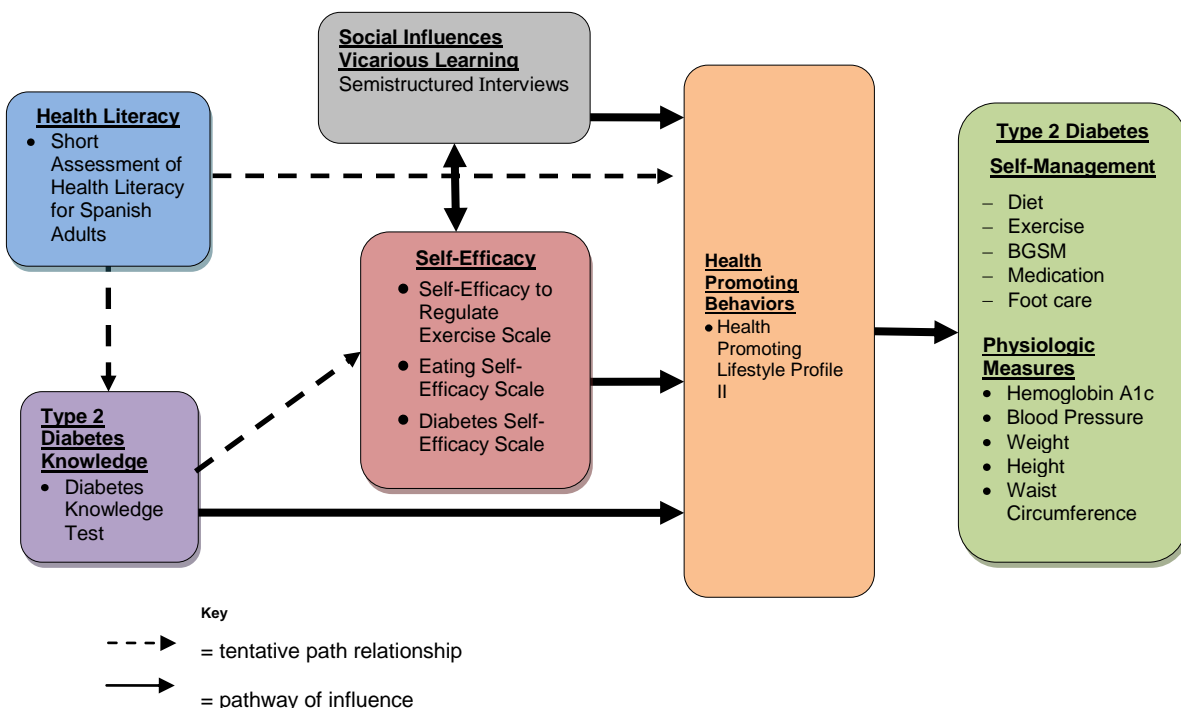 Social Influences
Vicarious Learning
Semistructured Interviews
Health Literacy
• Short
Assessment of
Health Literacy
for Spanish
Adults
Type 2
Diabetes
Knowledge
• Diabetes
Knowledge
Test
Self-Efficacy
• Self-Efficacy to
Regulate
Exercise Scale
• Eating Self-
Efficacy Scale
• Diabetes Self-
Efficacy Scale
Health
Promoting
Behaviors
• Health
Promoting
Lifestyle Profile
II
Type 2 Diabetes
Self-Management
– Diet
– Exercise
– BGSM
– Medication
– Foot care
Physiologic
Measures
• Hemoglobin A1c
• Blood Pressure
• Weight
• Height
• Waist
Circumference
Key
= tentative path relationship
= pathway of influence